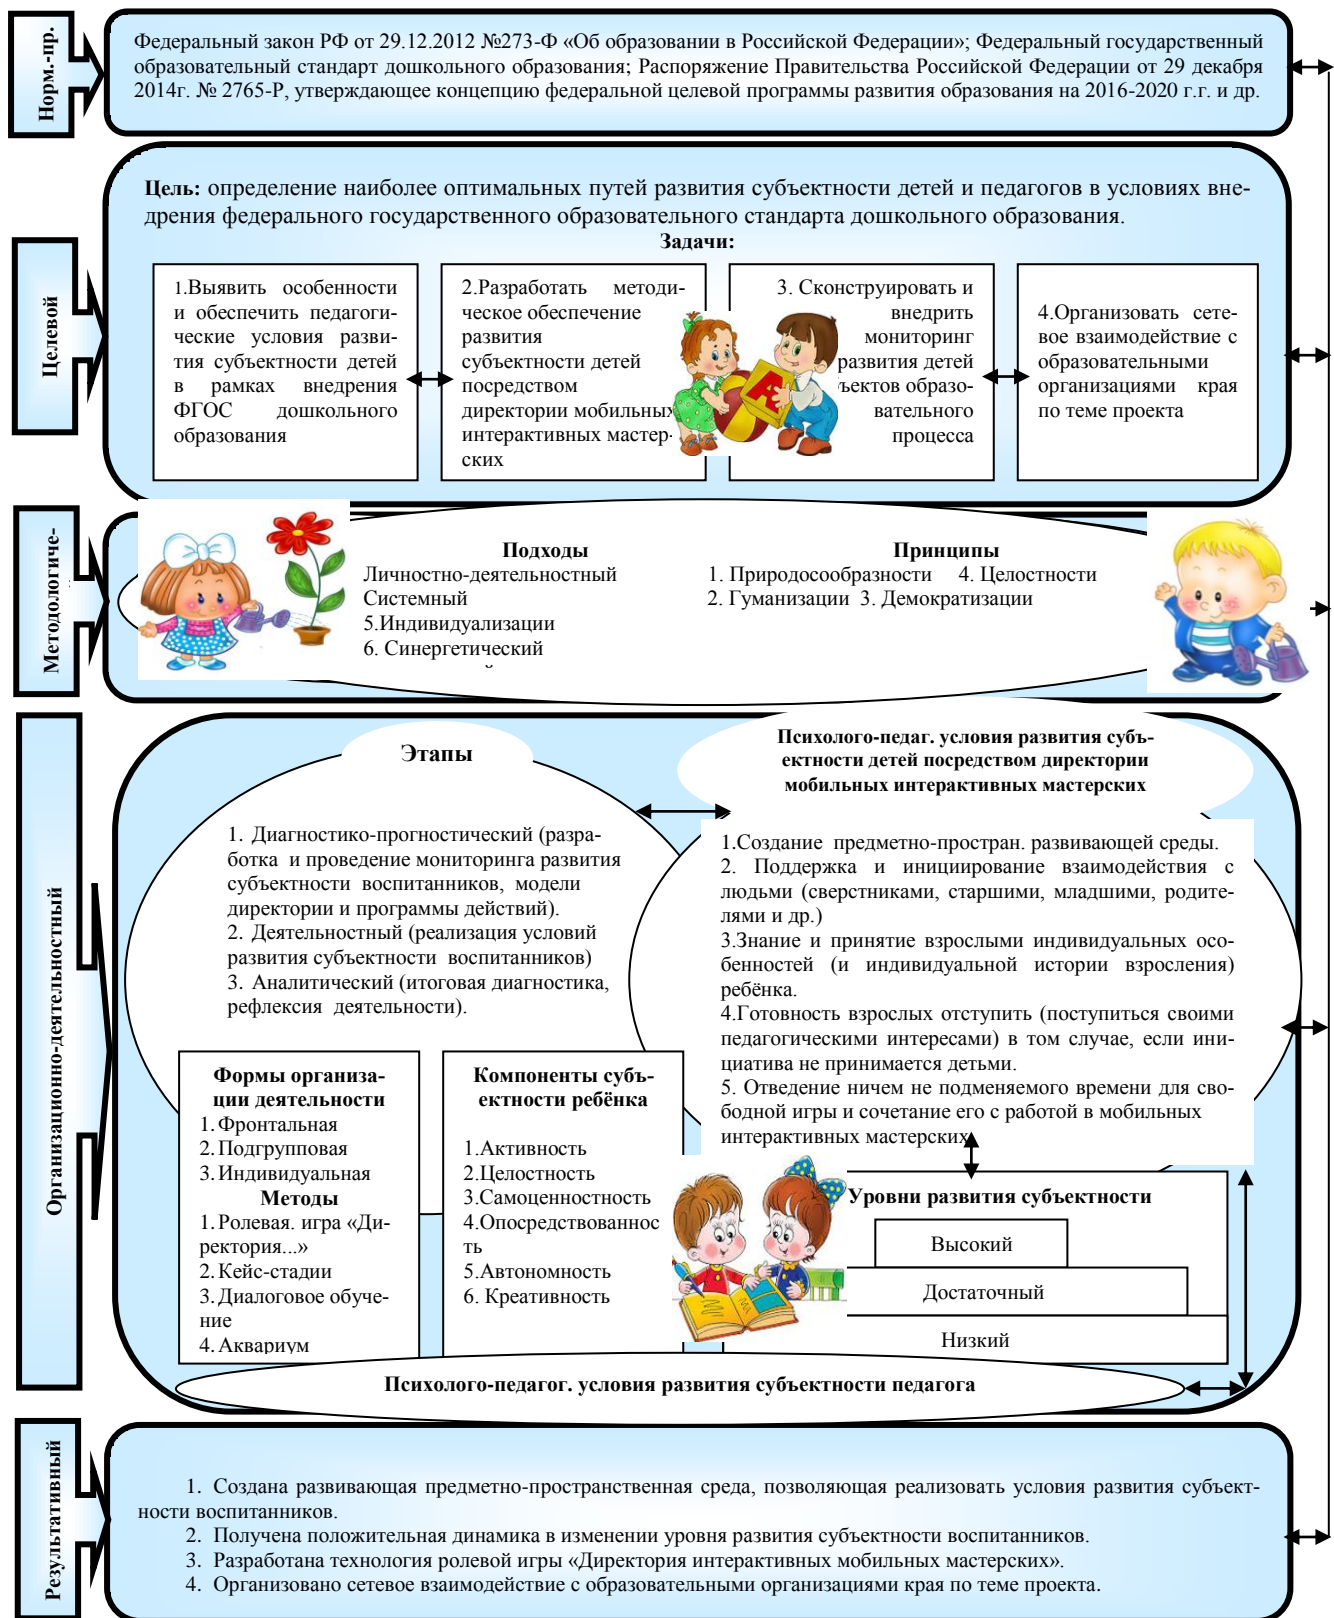 Норм.-пр.
Федеральный закон РФ от 29.12.2012 №273-Ф «Об образовании в Российской Федерации»; Федеральный государственный
образовательный стандарт дошкольного образования; Распоряжение Правительства Российской Федерации от 29 декабря
2014г. № 2765-Р, утверждающее концепцию федеральной целевой программы развития образования на 2016-2020 г.г. и др.
Целевой
Цель: определение наиболее оптимальных путей развития субъектности детей и педагогов в условиях вне-
дрения федерального государственного образовательного стандарта дошкольного образования.
Задачи:
1.Выявить особенности
и обеспечить педагоги-
ческие условия разви-
тия субъектности детей
в рамках внедрения
ФГОС дошкольного
образования
2.Разработать методи-
ческое обеспечение
развития
субъектности детей
посредством
директории мобильных
интерактивных мастер-
ских
3. Сконструировать и
внедрить
мониторинг
развития детей
образо-
вательного
процесса
4.Организовать сете-
вое взаимодействие с
образовательными
организациями края
по теме проекта
Методологиче-
Подходы
Личностно-деятельностный
Системный
5.Индивидуализации
6. Синергетический
Принципы
1. Природосообразности 4. Целостности
2. Гуманизации 3. Демократизации
Организационно-деятельностный
Этапы
1. Диагностико-прогностический (разра-
ботка и проведение мониторинга развития
субъектности воспитанников, модели
директории и программы действий).
2. Деятельностный (реализация условий
развития субъектности воспитанников)
3. Аналитический (итоговая диагностика,
рефлексия деятельности).
Психолого-педаг. условия развития субъ-
ектности детей посредством директории
мобильных интерактивных мастерских
1.Создание предметно-простран. развивающей среды.
2. Поддержка и инициирование взаимодействия с
людьми (сверстниками, старшими, младшими, родите-
лями и др.)
3.Знание и принятие взрослыми индивидуальных осо-
бенностей (и индивидуальной истории взросления)
ребёнка.
4.Готовность взрослых отступить (поступиться своими
педагогическими интересами) в том случае, если ини-
циатива не принимается детьми.
5. Отведение ничем не подменяемого времени для сво-
бодной игры и сочетание его с работой в мобильных
интерактивных мастерских
Формы организа-
ции деятельности
1.Фронтальная
2.Подгрупповая
3.Индивидуальная
Методы
1.Ролевая. игра «Ди-
ректория...»
2.Кейс-стадии
3.Диалоговое обуче-
ние
4.Аквариум
Компоненты субъ-
ектности ребёнка
1.Активность
2.Целостность
3.Самоценностность
4.Опосредствованнос
ть
5.Автономность
6. Креативность
Уровни развития субъектности
Высокий
Достаточный
Низкий
Психолого-педагог. условия развития субъектности педагога
Результативный
1. Создана развивающая предметно-пространственная среда, позволяющая реализовать условия развития субъект-
ности воспитанников.
2. Получена положительная динамика в изменении уровня развития субъектности воспитанников.
3. Разработана технология ролевой игры «Директория интерактивных мобильных мастерских».
4. Организовано сетевое взаимодействие с образовательными организациями края по теме проекта.